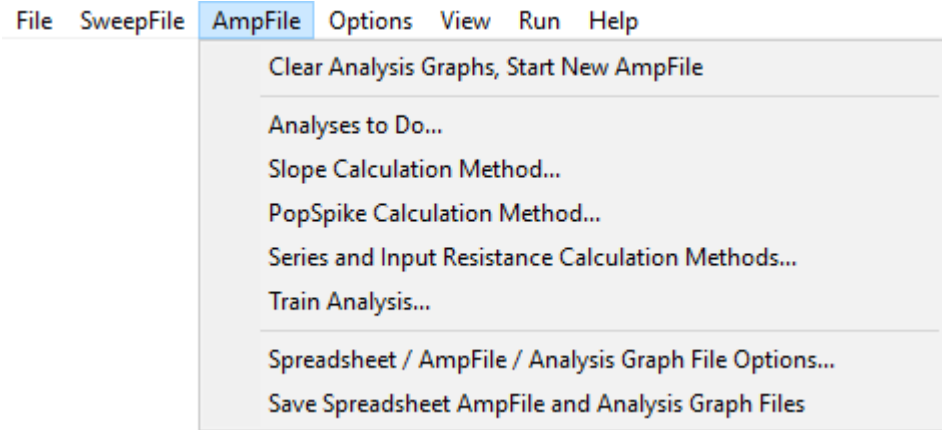 File SweepFile AmpFile Options View Run Help
Clear Analysis Graphs, Start New AmpFile
Analyses to Do...
Slope Calculation Method...
PopSpike Calculation Method...
Series and Input Resistance Calculation Methods...
Train Analysis...
Spreadsheet / AmpFile / Analysis Graph File Options...
Save Spreadsheet AmpFile and Analysis Graph Files